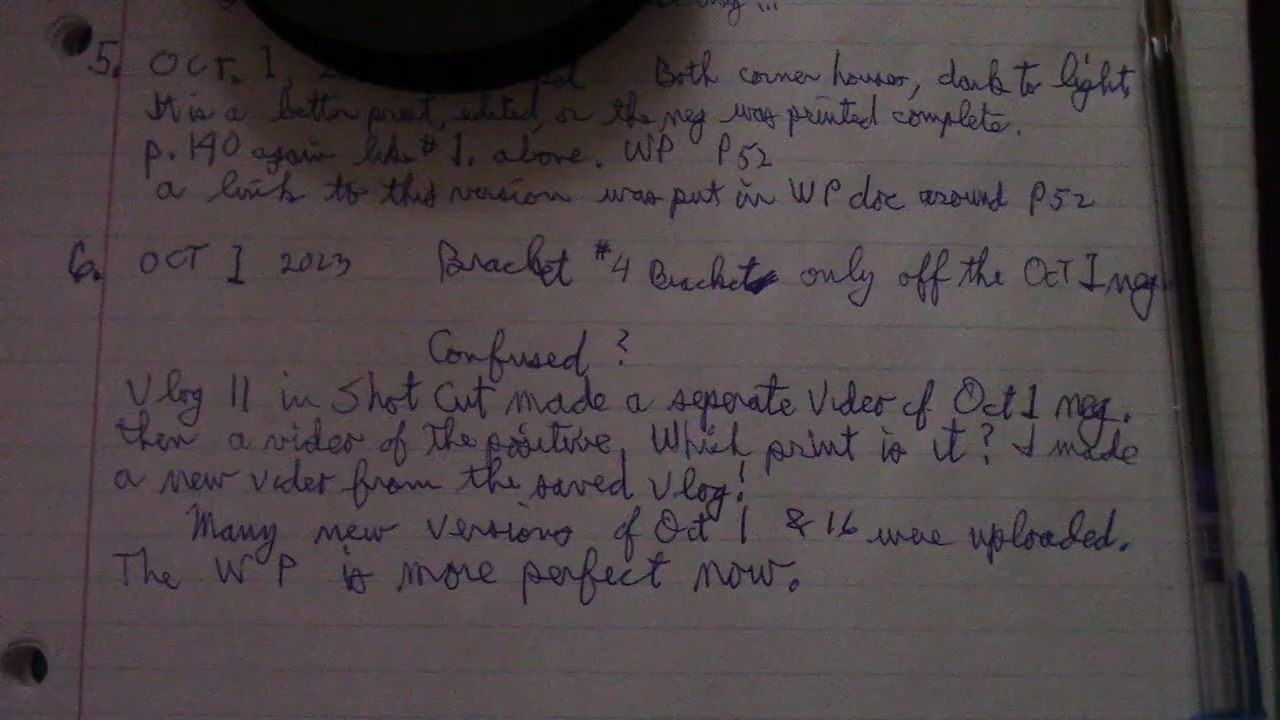 5. Oct. 1, Both corner houses, dark to light,
It is a better print, edited, or the neg was printed complete.
p. 190 again like #1. above. WP P52
a link to this version was put in WP doc around P52
6. OCT 1 2023 Bracket #4 Brackets only off the Oct 1 neg.
Confused ?
Vlog 11 in Shot Cut made a seperate Video of Oct 1 neg.
then a video of the positive. Which print is it? I made
a new video from the saved Vlog!
Many new versions of Oct 1 & 16 was uploaded.
The WP is more perfect now.